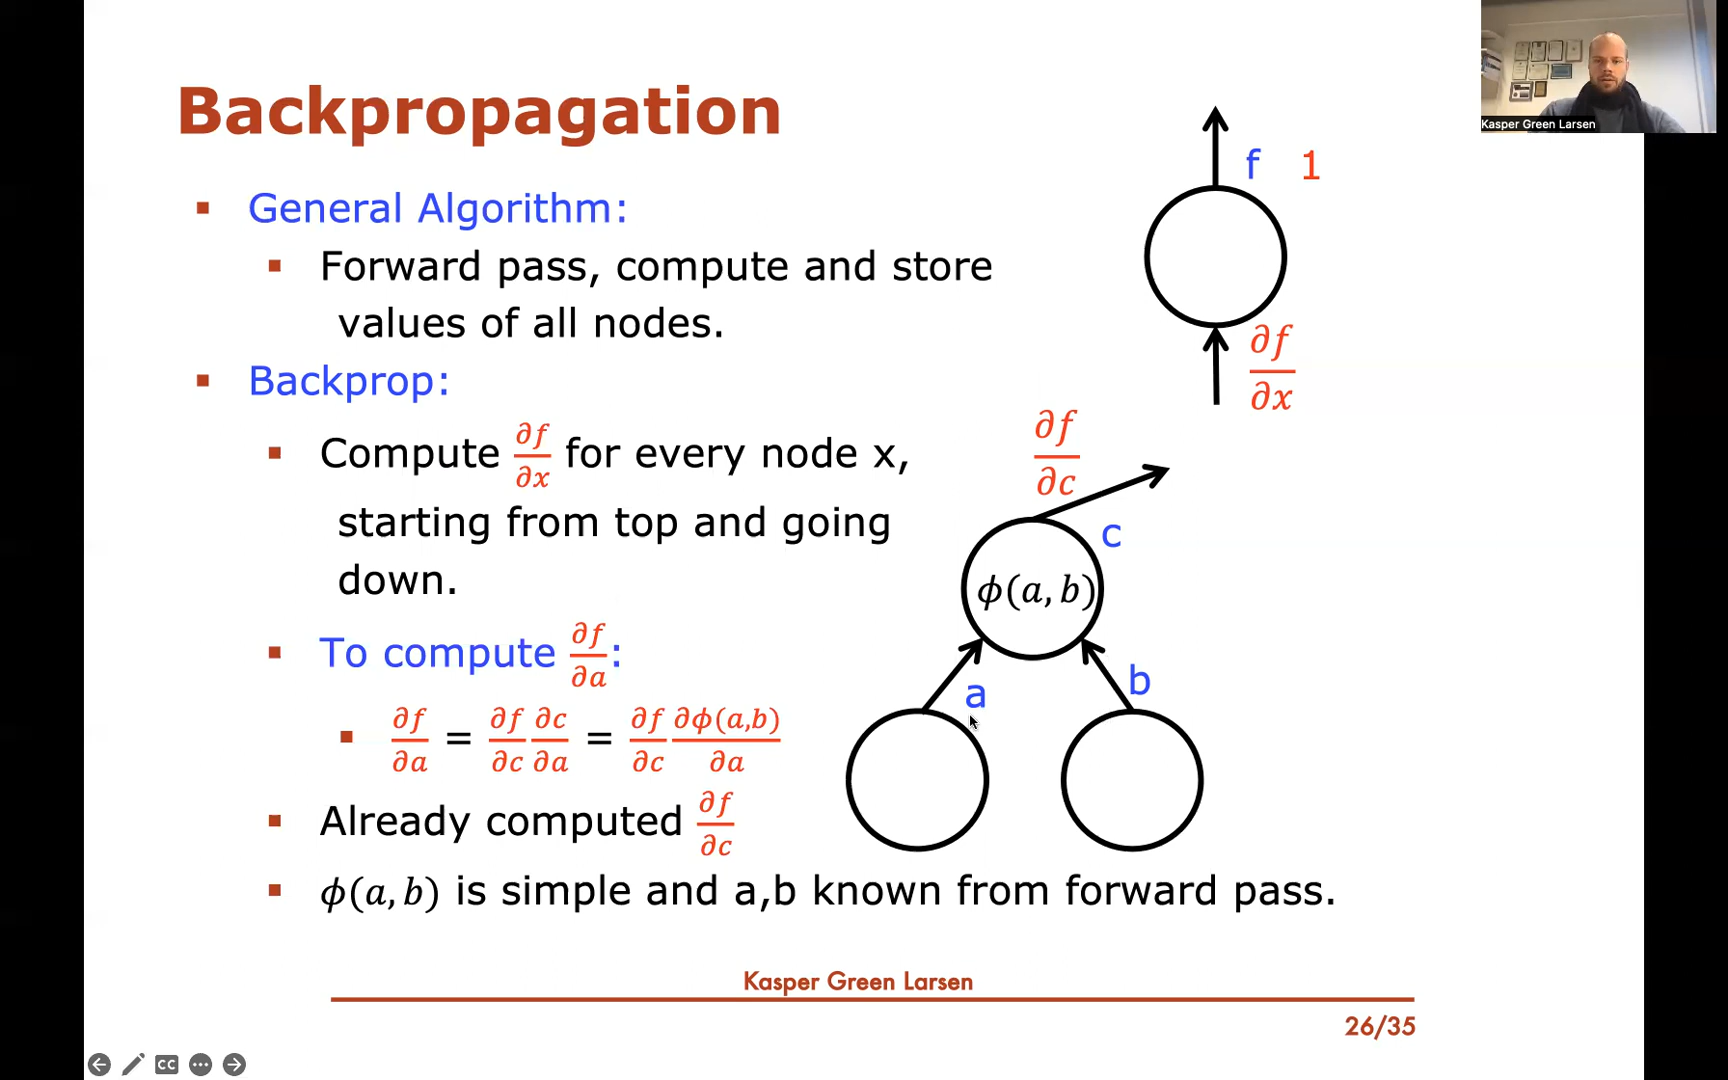 Backpropagation
▪ General Algorithm:
▪ Forward pass, compute and store
values of all nodes.
▪ Backprop:
▪ Compute ∂f/∂x for every node x,
starting from top and going
down.
▪ To compute ∂f/∂a:
▪ ∂f/∂a = ∂f/∂c ∂c/∂a = ∂f/∂c ∂ϕ(a,b)/∂a
▪ Already computed ∂f/∂c
▪ ϕ(a, b) is simple and a,b known from forward pass.
f 1
∂f/∂x
∂f/∂c
c
ϕ(a, b)
a
b
Kasper Green Larsen
26/35
Kasper Green Larsen
CC